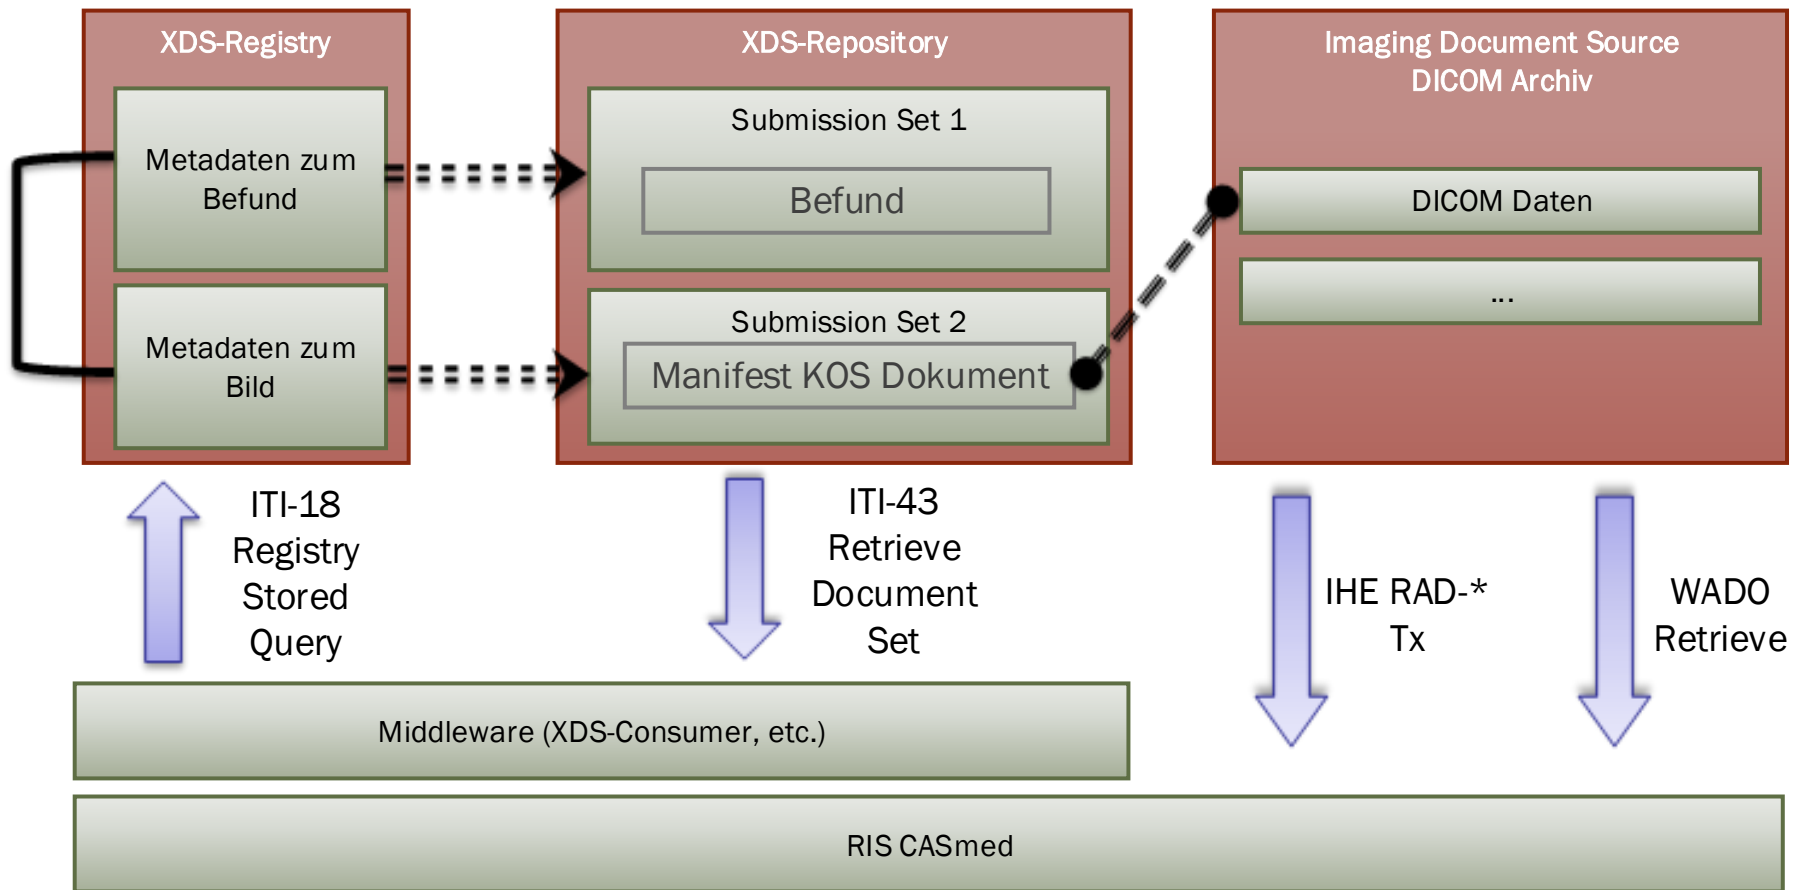 XDS-Registry
Metadaten zum
Befund
Metadaten zum
Bild
XDS-Repository
Submission Set 1
Befund
Submission Set 2
Manifest KOS Dokument
Imaging Document Source
DICOM Archiv
DICOM Daten
...
ITI-18
Registry
Stored
Query
ITI-43
Retrieve
Document
Set
IHE RAD-*
Tx
WADO
Retrieve
Middleware (XDS-Consumer, etc.)
RIS CASmed